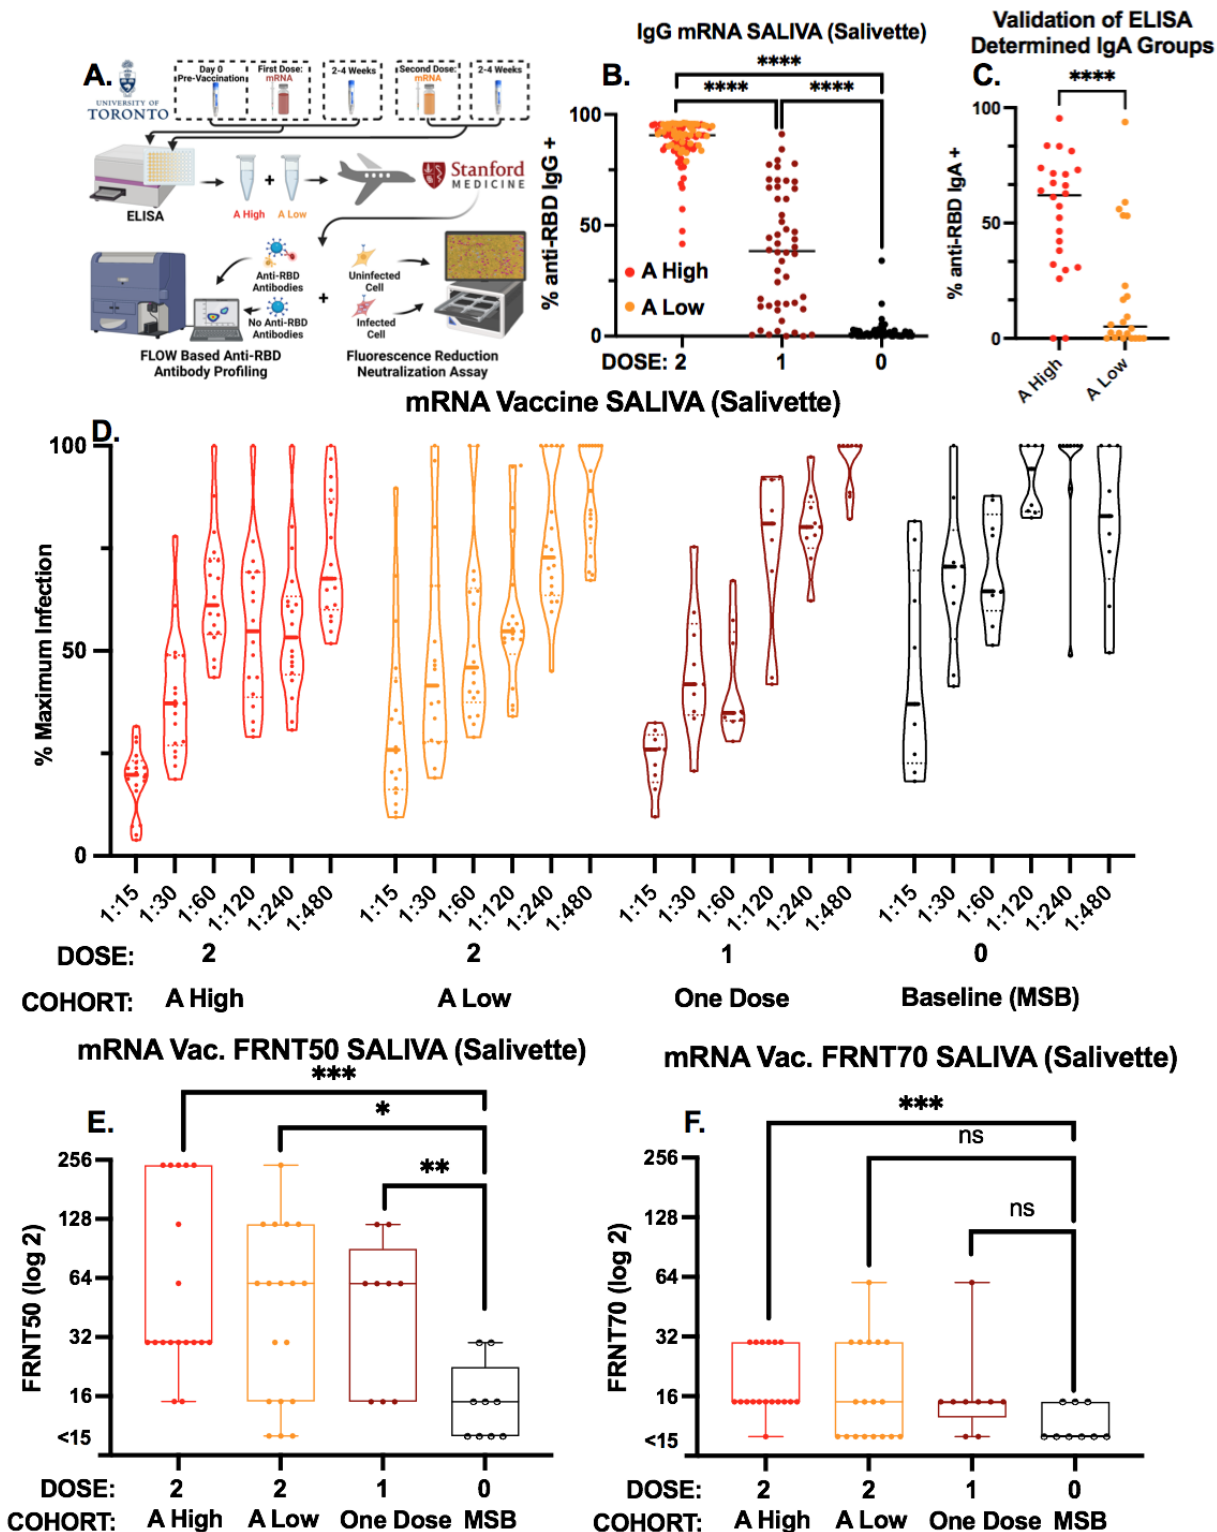 A.
UNIVERSITY OF
TORONTO
Day 0
Pre-Vaccination
First Dose:
mRNA
2-4 Weeks
Second Dose:
mRNA
2-4 Weeks
ELISA
+
A High
A Low
Stanford
MEDICINE
Anti-RBD
Antibodies
No Anti-RBD
Antibodies
+
Uninfected
Cell
Infected
Cell
FLOW Based Anti-RBD
Antibody Profiling
Fluorescence Reduction
Neutralization Assay
IgG mRNA SALIVA (Salivette)
B.
****
**** ****
% anti-RBD IgG +
100
50
0
A High
A Low
DOSE: 2 1 0
Validation of ELISA
Determined IgA Groups
C.
****
% anti-RBD IgA +
100
50
0
A High A Low
mRNA Vaccine SALIVA (Salivette)
D.
% Maximum Infection
100
50
0
1:15 1:30 1:60 1:120 1:240 1:480 1:15 1:30 1:60 1:120 1:240 1:480 1:15 1:30 1:60 1:120 1:240 1:480 1:15 1:30 1:60 1:120 1:240 1:480
DOSE: 2 2 1 0
COHORT: A High A Low One Dose Baseline (MSB)
mRNA Vac. FRNT50 SALIVA (Salivette)
E.
***
*
**
FRNT50 (log 2)
256
128
64
32
16
<15
DOSE: 2 2 1 0
COHORT: A High A Low One Dose MSB
mRNA Vac. FRNT70 SALIVA (Salivette)
F.
***
ns
ns
FRNT70 (log 2)
256
128
64
32
16
<15
DOSE: 2 2 1 0
COHORT: A High A Low One Dose MSB